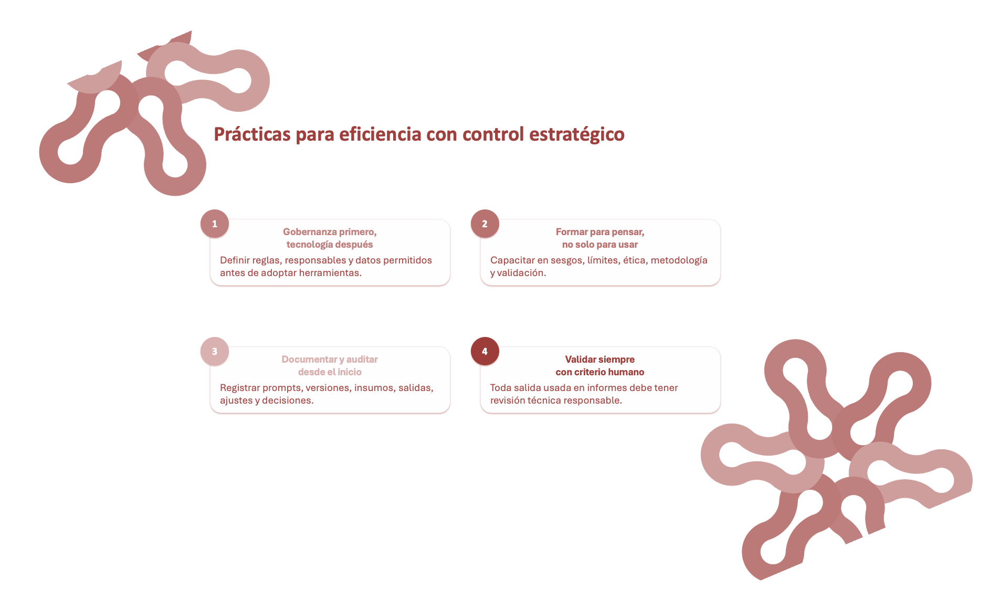 Prácticas para eficiencia con control estratégico
1
Gobernanza primero,
tecnología después
Definir reglas, responsables y datos permitidos
antes de adoptar herramientas.
2
Formar para pensar,
no solo para usar
Capacitar en sesgos, límites, ética, metodología
y validación.
3
Documentar y auditar
desde el inicio
Registrar prompts, versiones, insumos, salidas,
ajustes y decisiones.
4
Validar siempre
con criterio humano
Toda salida usada en informes debe tener
revisión técnica responsable.